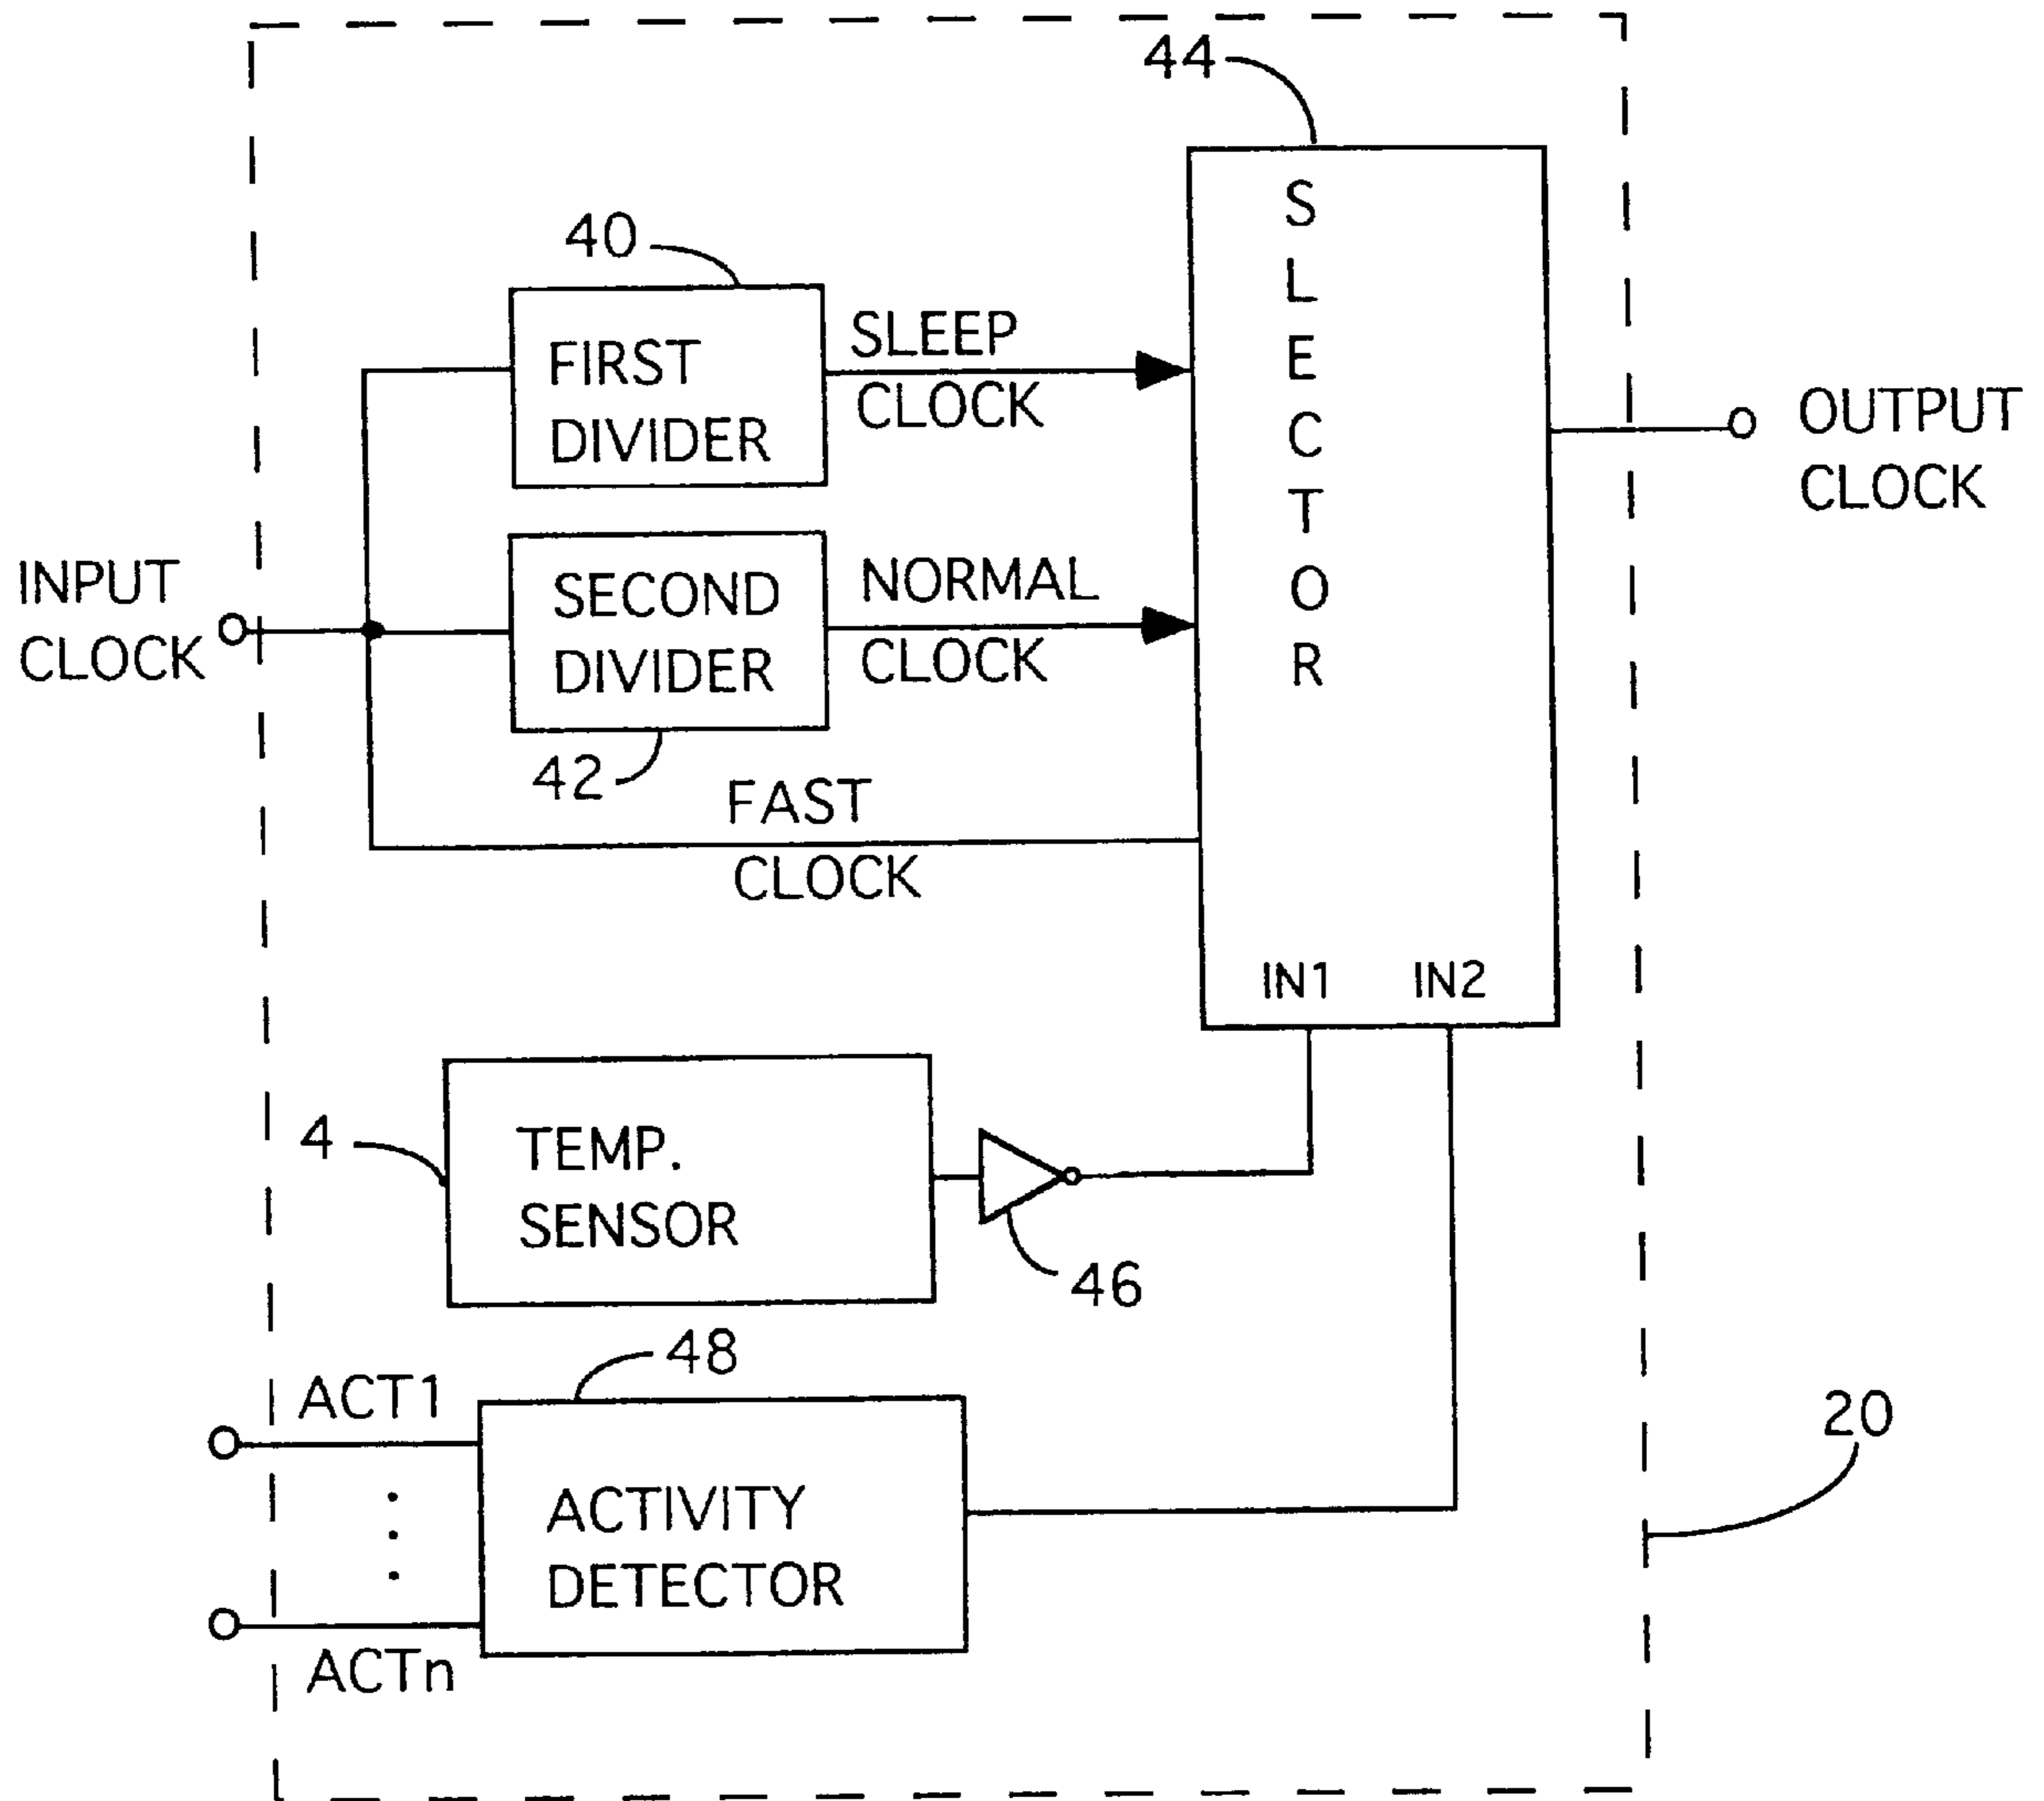 44
S
L
E
C
T
O
R
40
FIRST
DIVIDER
SLEEP
CLOCK
OUTPUT
CLOCK
INPUT
CLOCK
SECOND
DIVIDER
NORMAL
CLOCK
42
FAST
CLOCK
IN1 IN2
4
TEMP.
SENSOR
46
48
ACT1
ACTIVITY
DETECTOR
ACTn
20